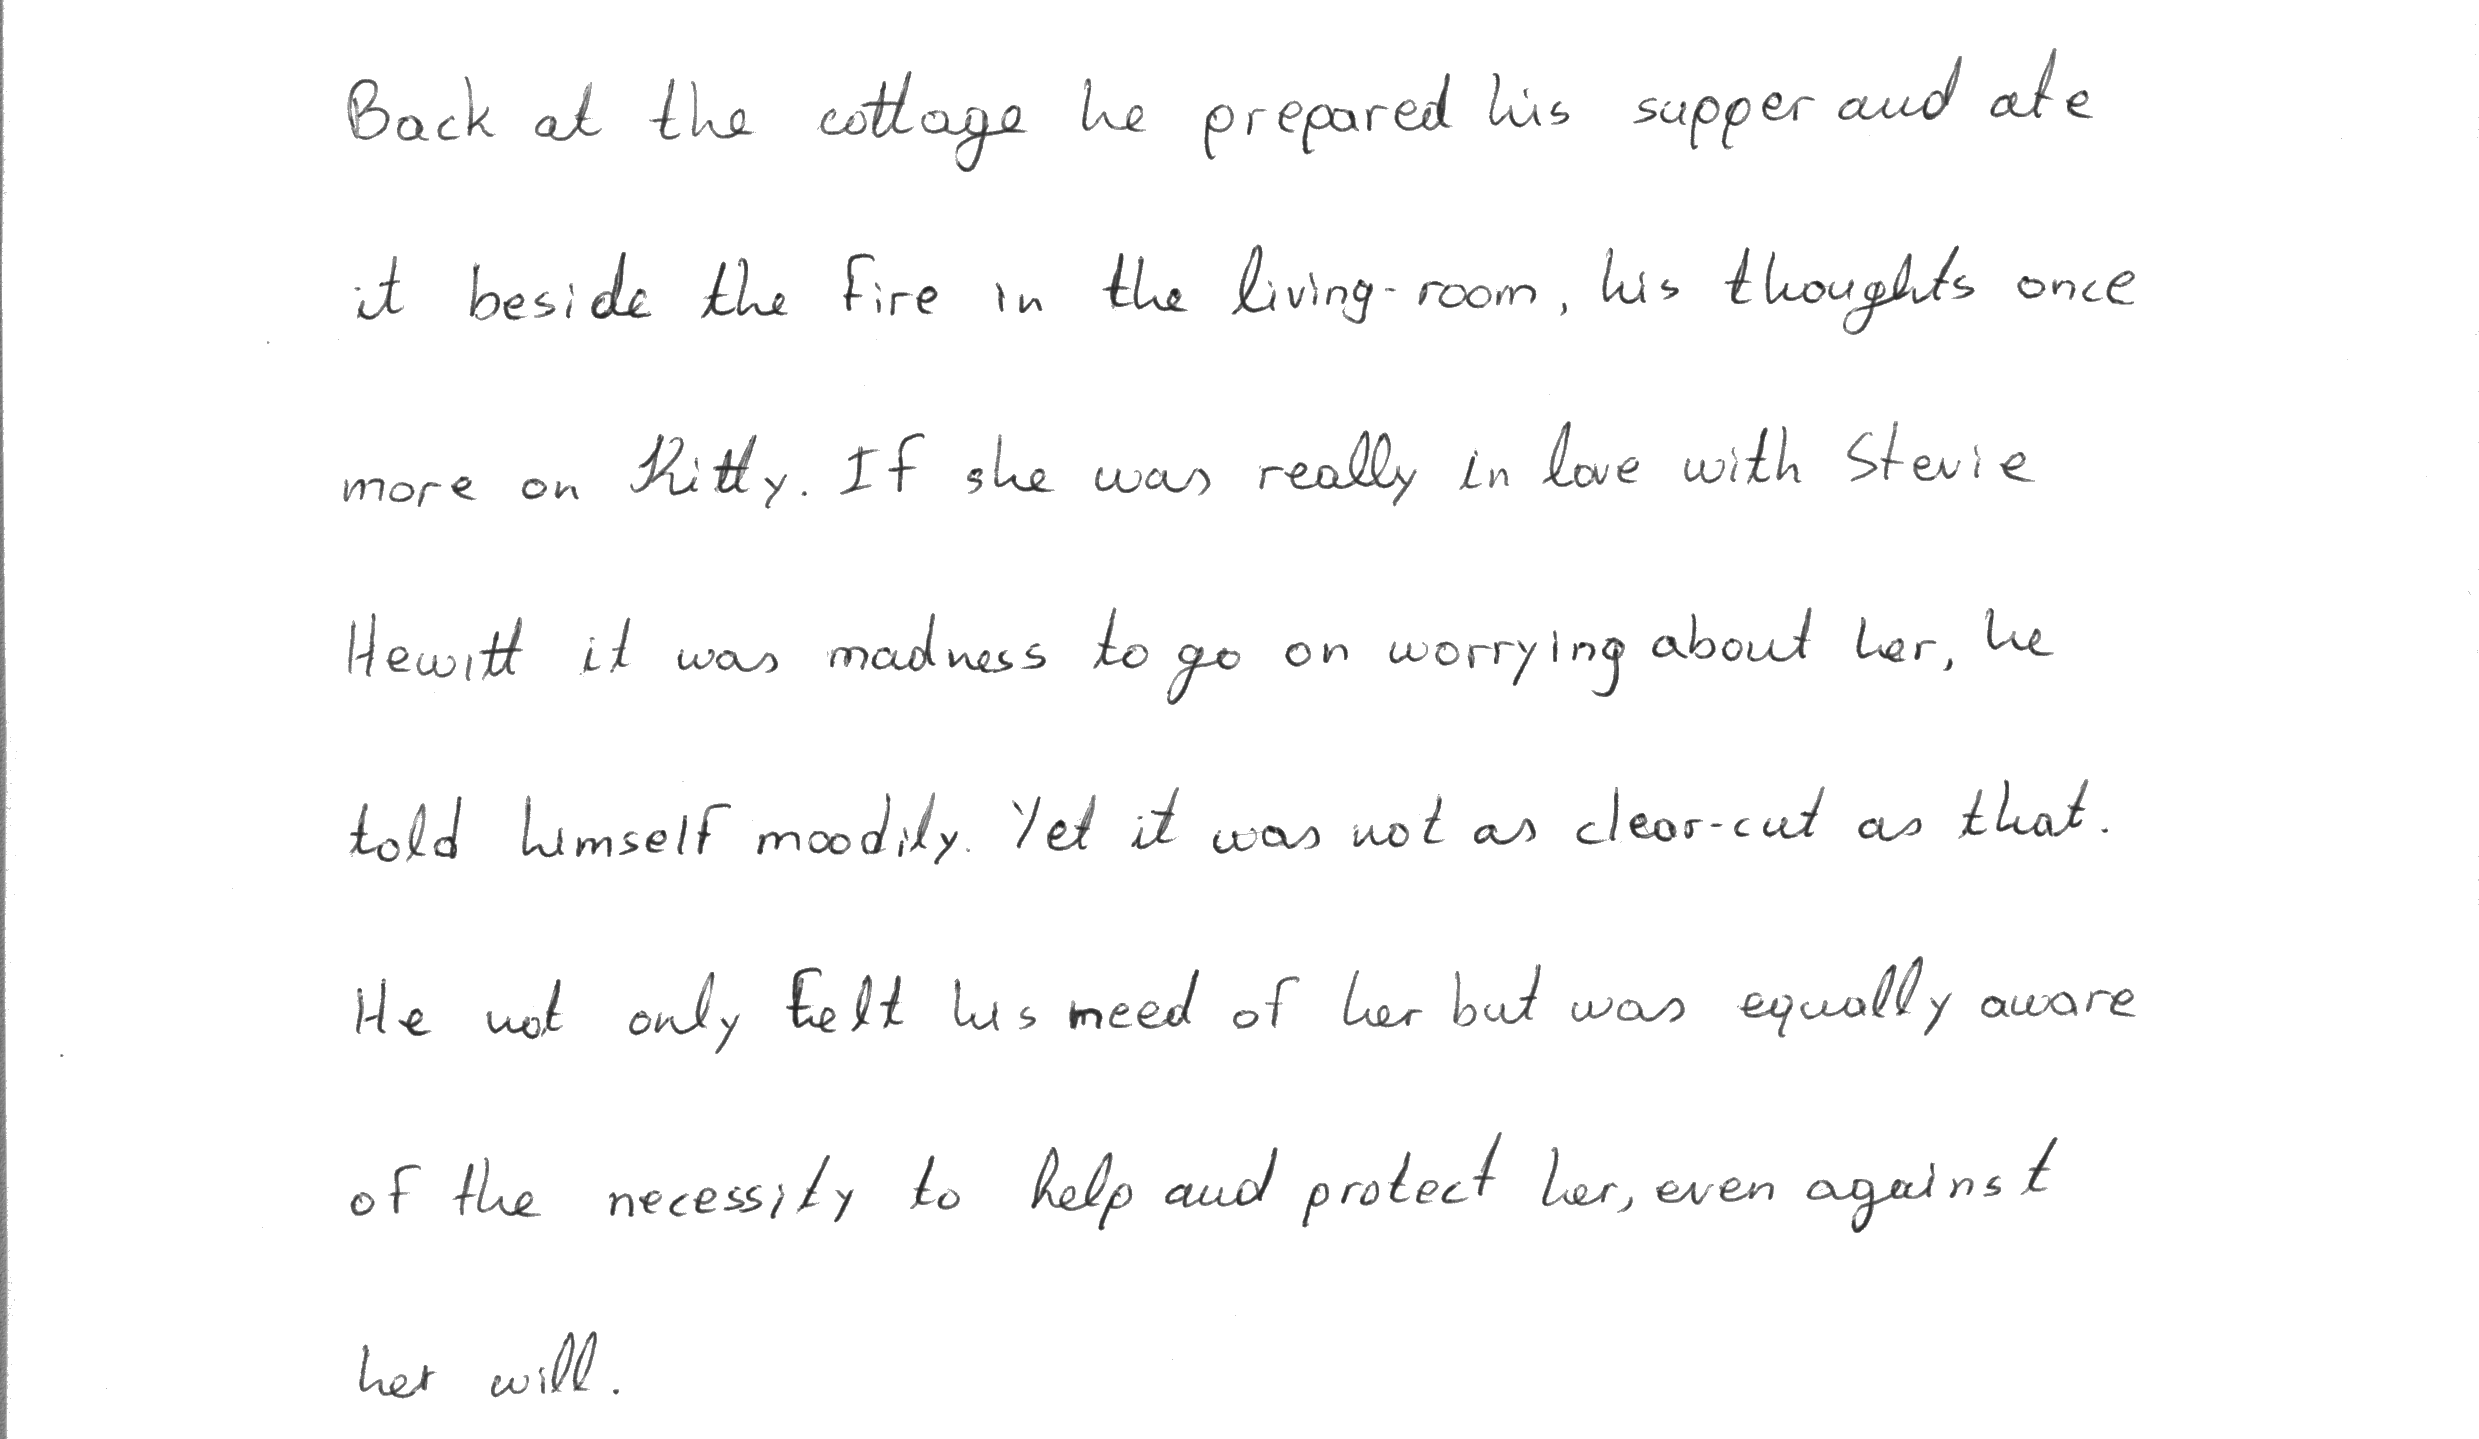 Back at the cottage he prepared his supper and ate
it beside the fire in the living-room, his thoughts once
more on Kitty. If she was really in love with Stevie
Hewitt it was madness to go on worrying about her, he
told himself moodily. Yet it was not as clear-cut as that.
He not only felt his need of her but was equally aware
of the necessity to help and protect her, even against
her will.